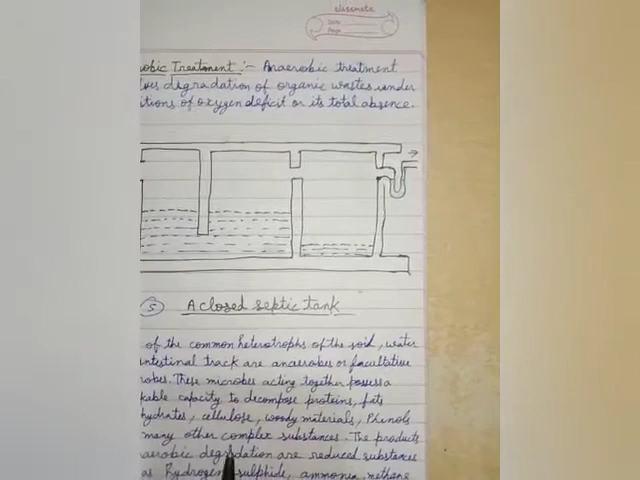 classmate
Date
Page
obic Treatment :- Anaerobic treatment
lves degradation of organic wastes under
itions of oxygen deficit or its total absence.
5 A closed septic tank
of the common heterotrophs of the soid, water
intestinal track are anaerobes or facultative
robes. These microbes acting together possess a
kable capacity to decompose proteins, fats
hydrates, cellulose, woody materials, Phenols
many other complex substances. The products
aerobic degradation are reduced substances
as Hydrogen sulphide, ammonia, methane